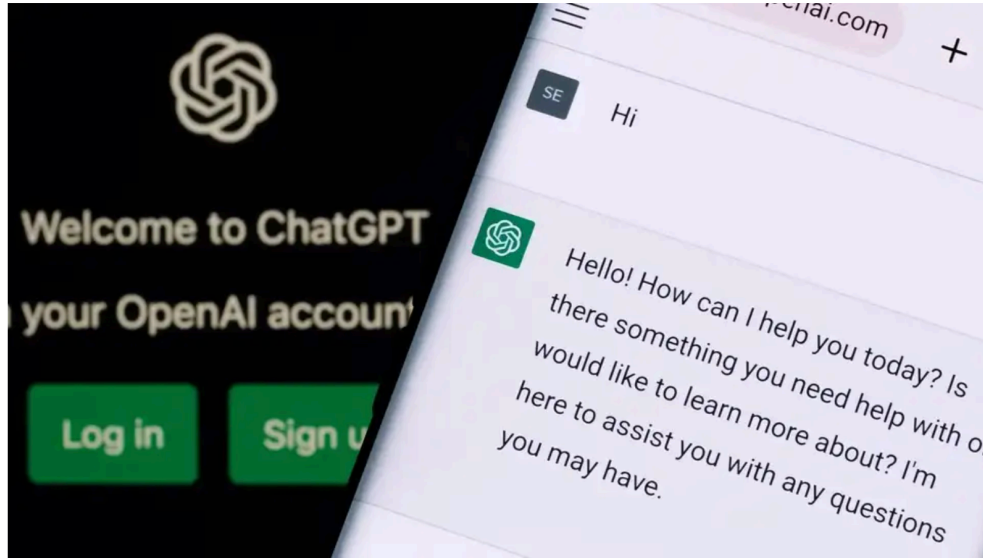 Welcome to ChatGPT
your OpenAI account
Log in
Sign u
enai.com
SE
Hi
Hello! How can I help you today? Is
there something you need help with o
would like to learn more about? I'm
here to assist you with any questions
you may have.